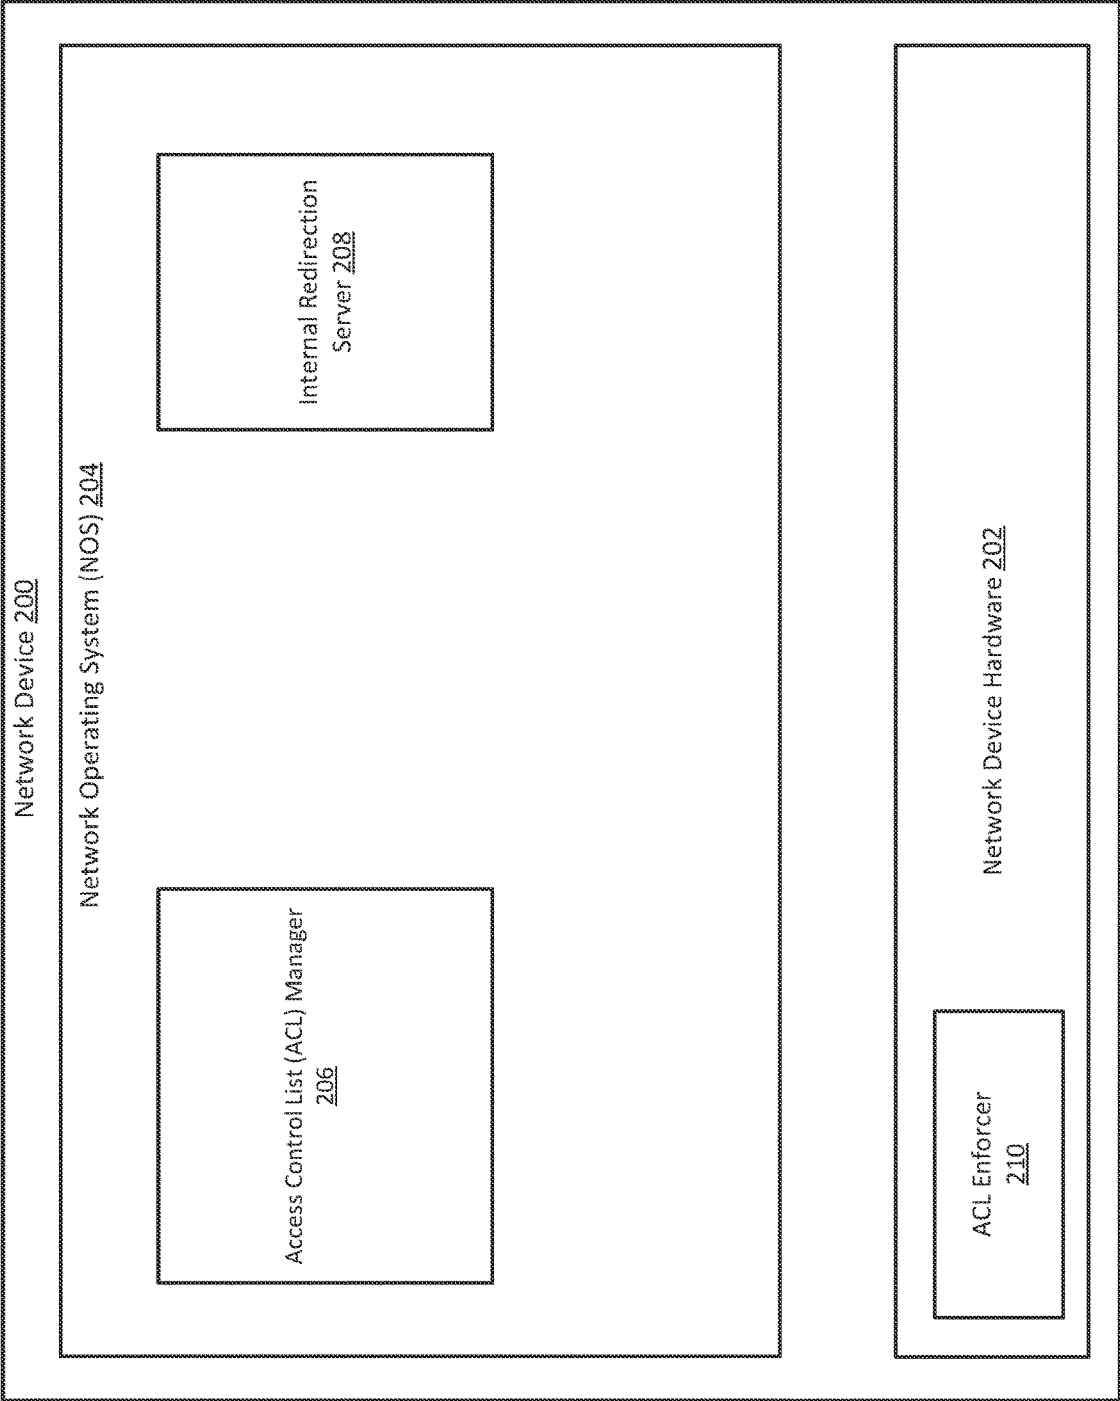 Network Device 200
Network Operating System (NOS) 204
Access Control List (ACL) Manager
206
Internal Redirection
Server 208
ACL Enforcer
210
Network Device Hardware 202